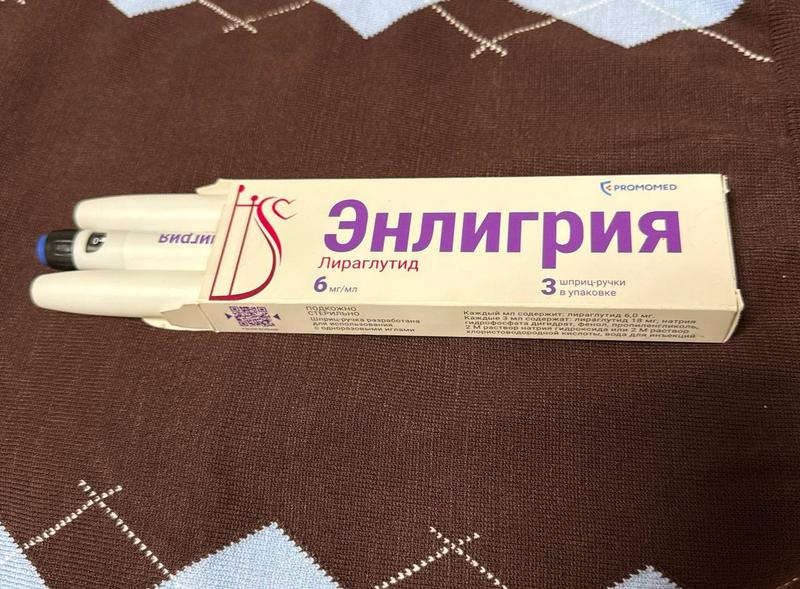 PROMOMED
Энлигрия
Лираглутид
6 мг/мл
3 шприц-ручки
в упаковке
ПОДКОЖНО
СТЕРИЛЬНО
Шприц-ручка разработана
для использования
с одноразовыми иглами
Каждый мл содержит: лираглутид 6,0 мг.
Каждые 3 мл содержат: лираглутид 18 мг, натрия
гидрофосфата дигидрат, фенол, пропиленгликоль,
2 М раствор натрия гидроксида или 2 М раствор
хлористоводородной кислоты, вода для инъекций
0